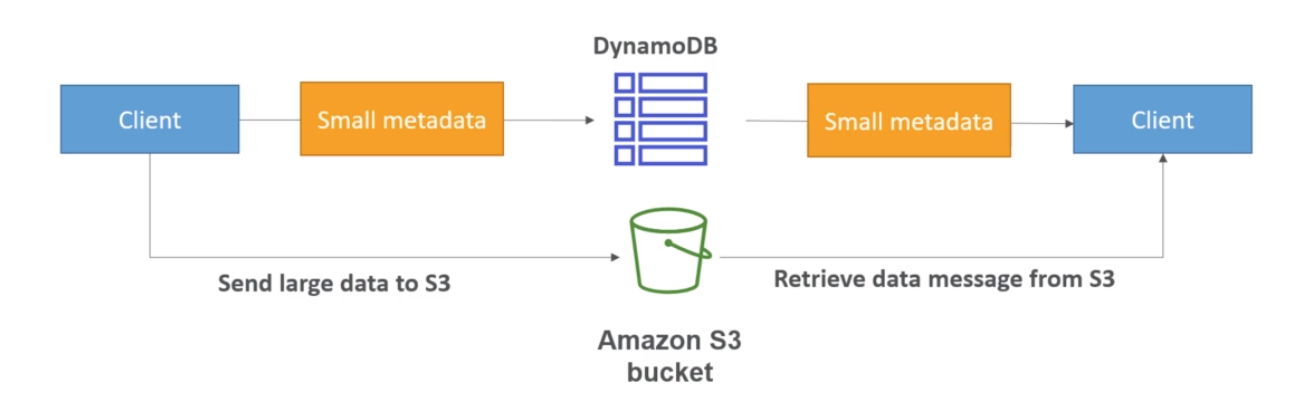 DynamoDB
Client
Small metadata
Small metadata
Client
Send large data to S3
Retrieve data message from S3
Amazon S3
bucket